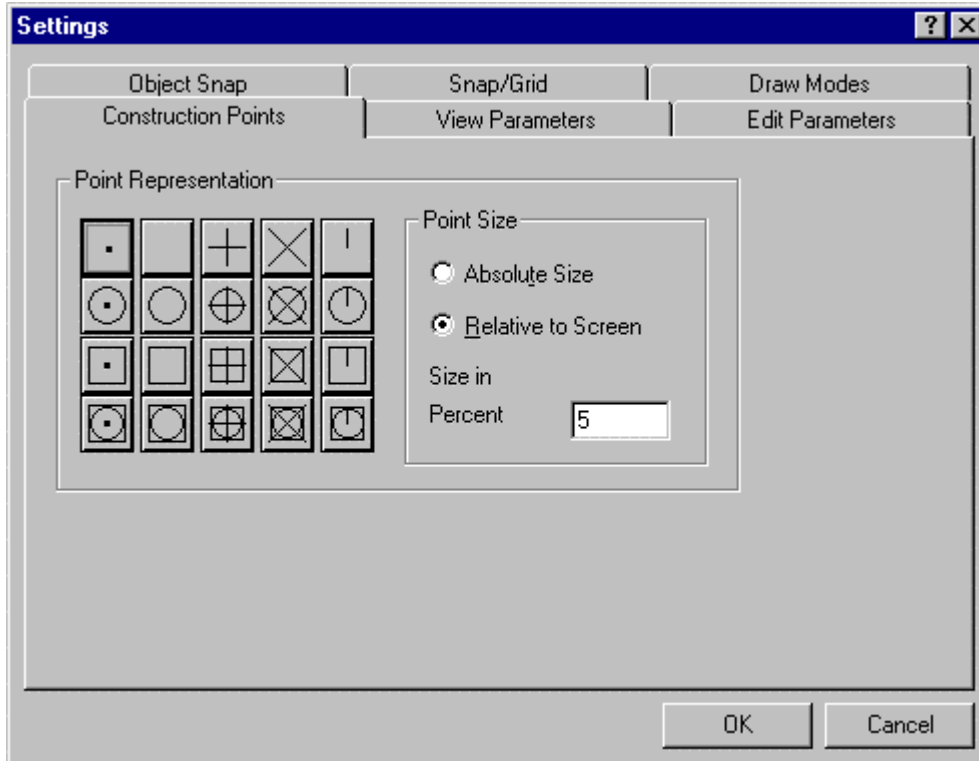 Settings
Object Snap Snap/Grid Draw Modes
Construction Points View Parameters Edit Parameters
Point Representation
Point Size
Absolute Size
Relative to Screen
Size in
Percent 5
OK Cancel